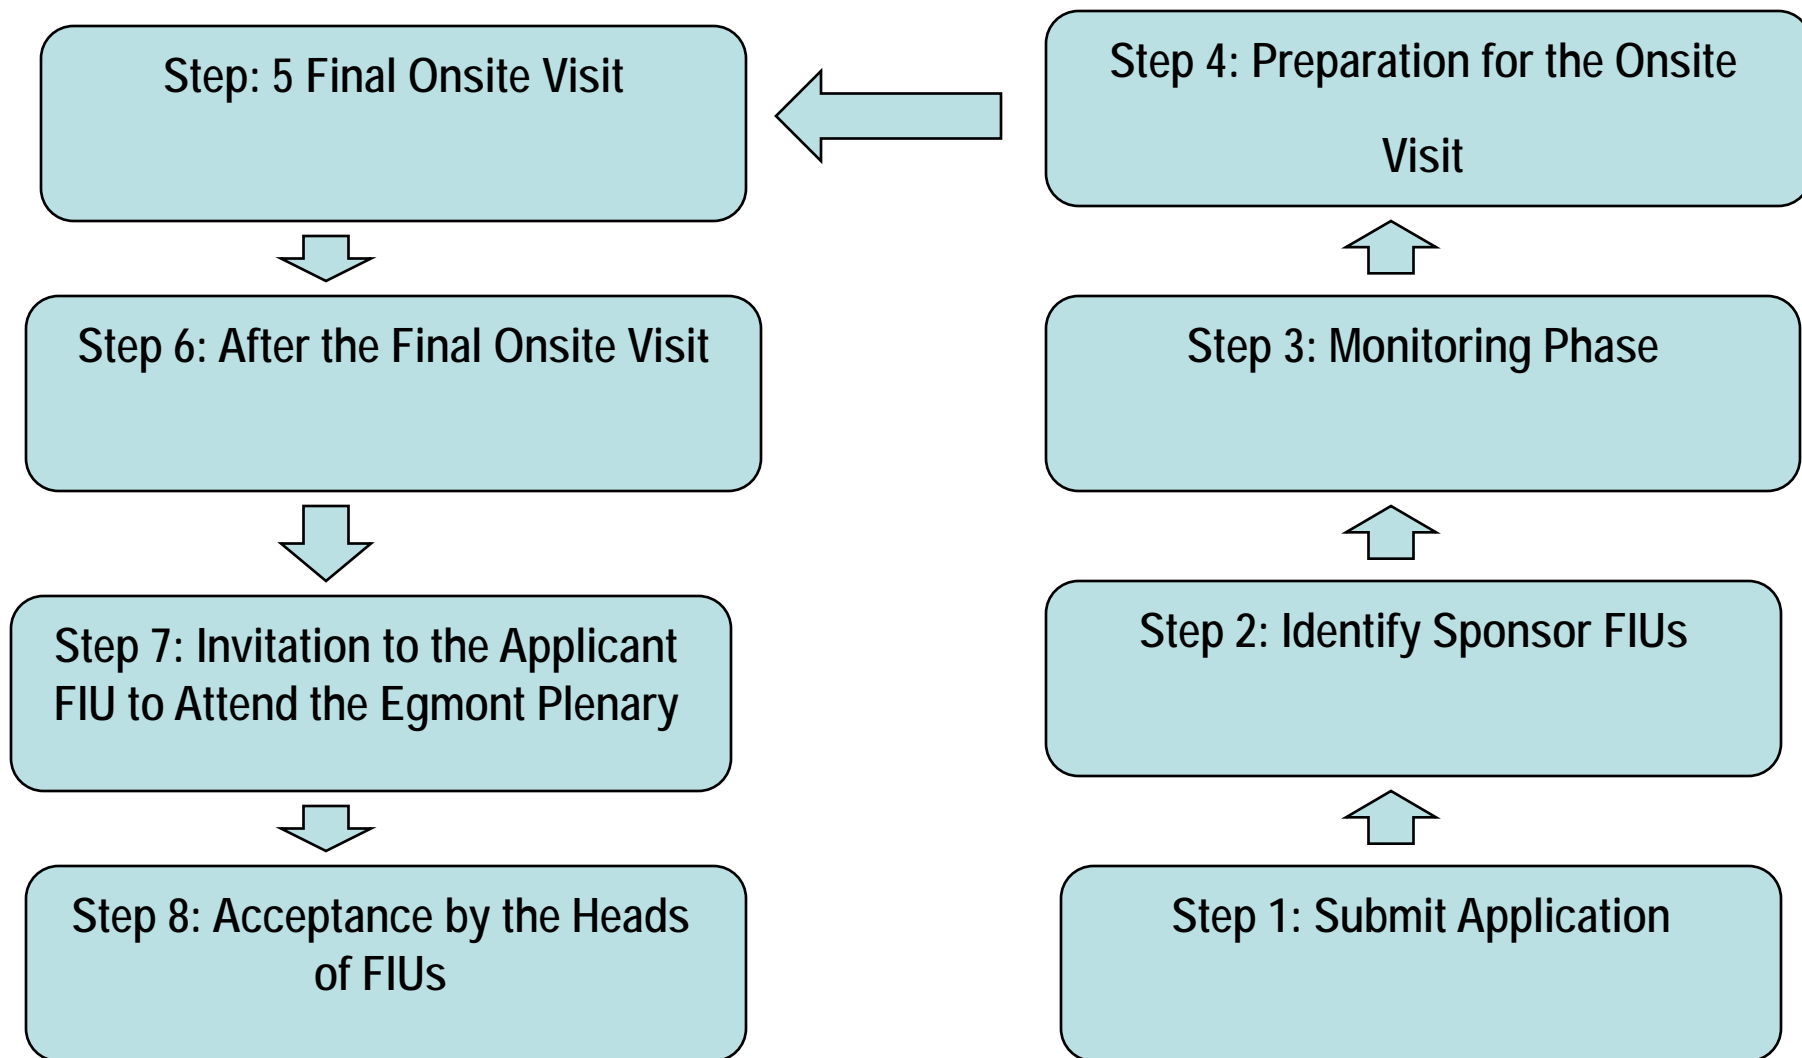 Step: 5 Final Onsite Visit
Step 4: Preparation for the Onsite
Visit
Step 6: After the Final Onsite Visit
Step 3: Monitoring Phase
Step 7: Invitation to the Applicant
FIU to Attend the Egmont Plenary
Step 2: Identify Sponsor FIUs
Step 8: Acceptance by the Heads
of FIUs
Step 1: Submit Application